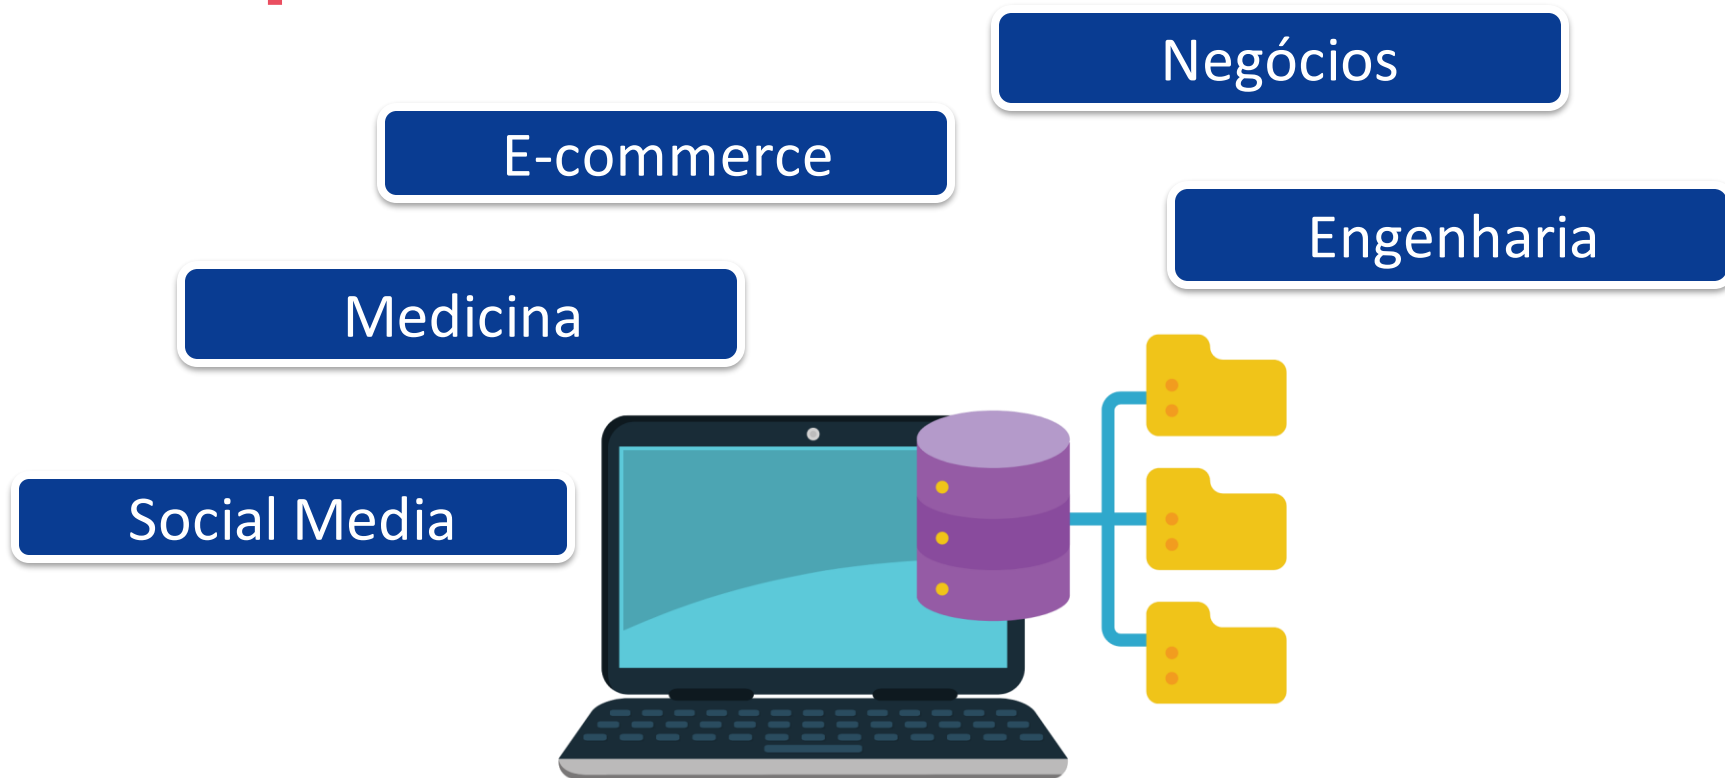 Negócios
E-commerce
Engenharia
Medicina
Social Media